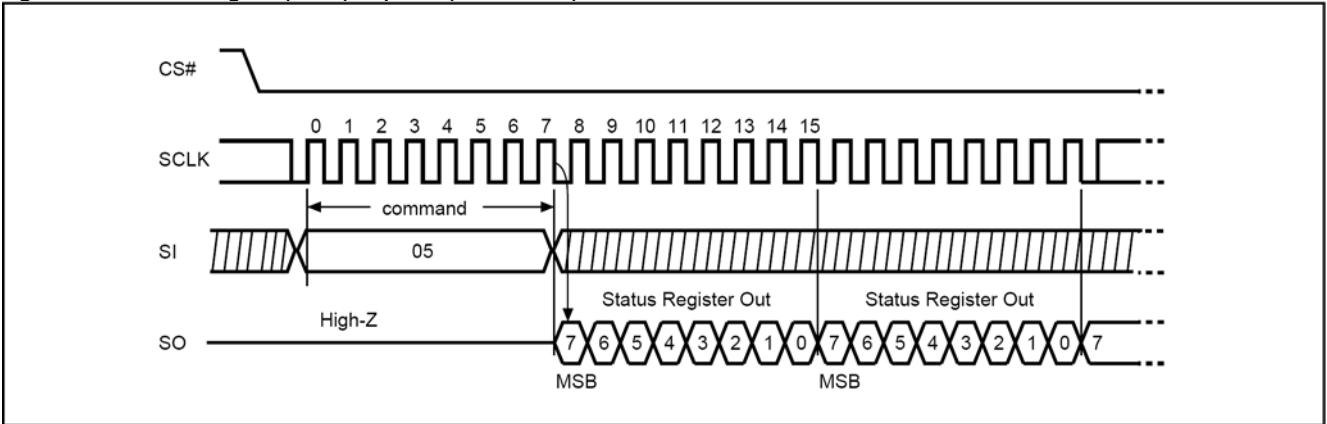 CS#
0 1 2 3 4 5 6 7 8 9 10 11 12 13 14 15
SCLK
command
SI
05
Status Register Out Status Register Out
High-Z
SO
7 6 5 4 3 2 1 0 7 6 5 4 3 2 1 0 7
MSB MSB